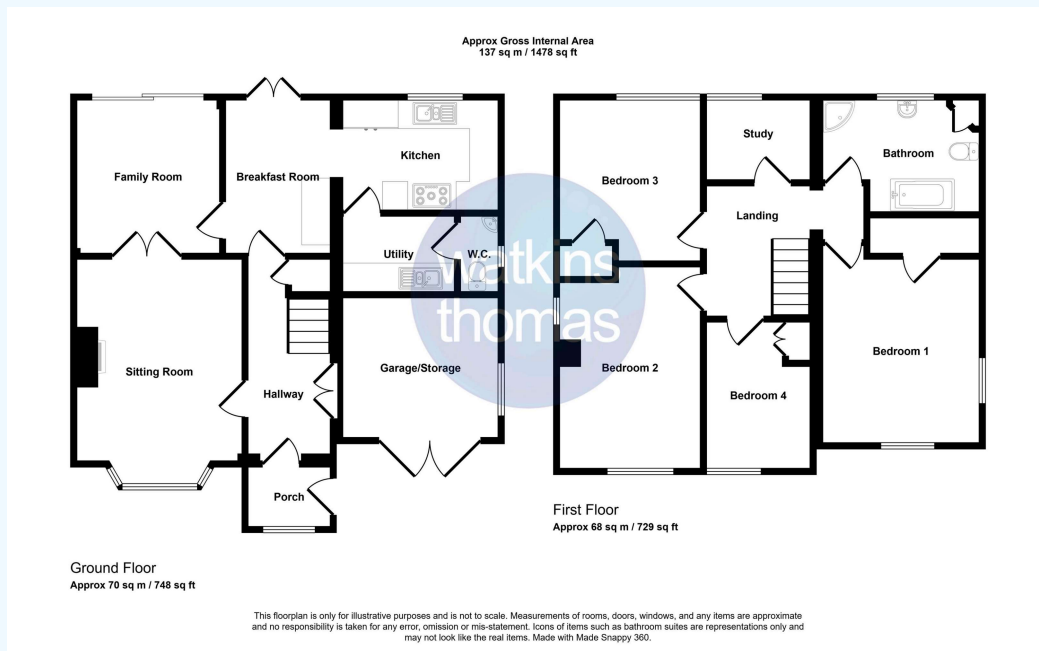 Approx Gross Internal Area
137 sq m / 1478 sq ft
Family Room
Breakfast Room
Kitchen
Utility
W.C.
Sitting Room
Hallway
Garage/Storage
Porch
Ground Floor
Approx 70 sq m / 748 sq ft
Study
Bathroom
Bedroom 3
Landing
Bedroom 2
Bedroom 4
Bedroom 1
First Floor
Approx 68 sq m / 729 sq ft
watkins
thomas
This floorplan is only for illustrative purposes and is not to scale. Measurements of rooms, doors, windows, and any items are approximate
and no responsibility is taken for any error, omission or mis-statement. Icons of items such as bathroom suites are representations only and
may not look like the real items. Made with Made Snappy 360.